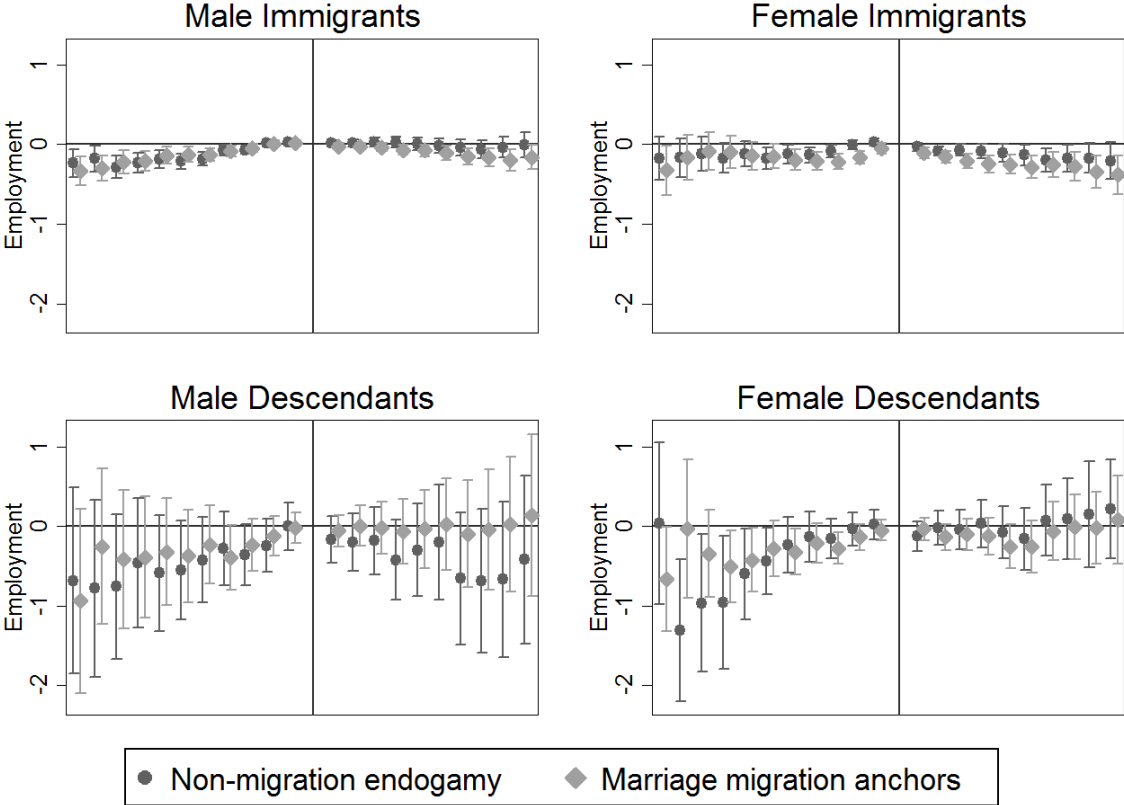 Male Immigrants
Female Immigrants
Employment
1
0
-1
-2
Employment
1
0
-1
-2
Male Descendants
Female Descendants
Employment
1
0
-1
-2
Employment
1
0
-1
-2
Non-migration endogamy
Marriage migration anchors